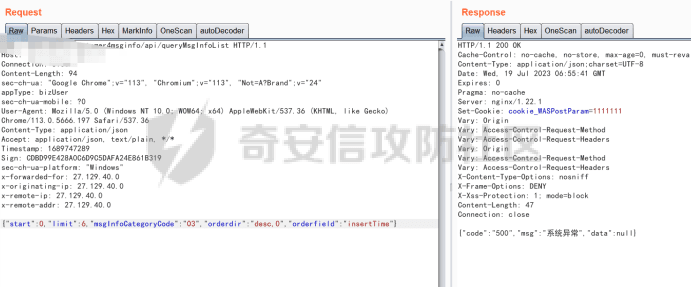 Request
Raw Params Headers Hex MarkInfo OneScan autoDecoder
4msginfo/api/queryMsgInfoList HTTP/1.1
Host:
Connection:
Content-Length: 94
sec-ch-ua: "Google Chrome";v="113", "Chromium";v="113", "Not=A?Brand";v="24"
appType: bizUser
sec-ch-ua-mobile: ?0
User-Agent: Mozilla/5.0 (Windows NT 10.0; WOW64; x64) AppleWebKit/537.36 (KHTML, like Gecko)
Chrome/113.0.5666.197 Safari/537.36
Content-Type: application/json
Accept: application/json, text/plain, */*
Timestamp: 1689747289
Sign: CDBD99E428A0C6D9C5DAFA24E861B319
sec-ch-ua-platform: "Windows"
x-forwarded-for: 27.129.40.0
x-originating-ip: 27.129.40.0
x-remote-ip: 27.129.40.0
x-remote-addr: 27.129.40.0
{"start":0,"limit":6,"msgInfoCategoryCode":"03","orderdir":"desc,0","orderfield":"insertTime"}
Response
Raw Headers Hex OneScan autoDecoder
HTTP/1.1 200 OK
Cache-Control: no-cache, no-store, max-age=0, must-reva
Content-Type: application/json;charset=UTF-8
Date: Wed, 19 Jul 2023 06:55:41 GMT
Expires: 0
Pragma: no-cache
Server: nginx/1.22.1
Set-Cookie: cookie_WASPostParam=1111111
Vary: Origin
Vary: Access-Control-Request-Method
Vary: Access-Control-Request-Headers
Vary: Origin
Vary: Access-Control-Request-Method
Vary: Access-Control-Request-Headers
X-Content-Type-Options: nosniff
X-Frame-Options: DENY
X-Xss-Protection: 1; mode=block
Content-Length: 47
Connection: close
{"code":"500","msg":"系统异常","data":null}
奇安信攻防